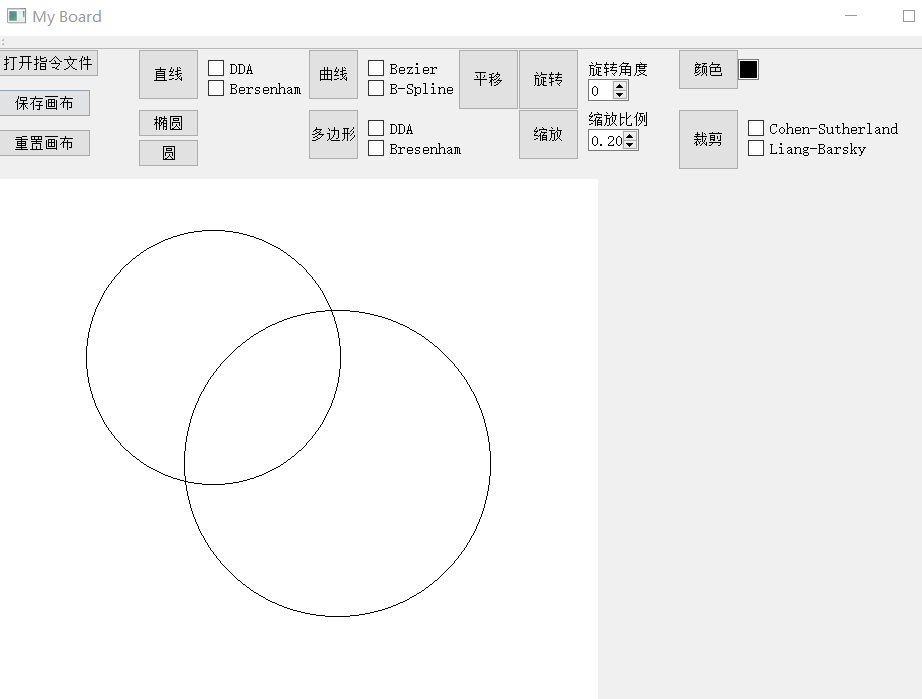 My Board
打开指令文件
保存画布
重置画布
直线
DDA
Bersenham
椭圆
圆
曲线
Bezier
B-Spline
多边形
DDA
Bresenham
平移
旋转
缩放
旋转角度
0
缩放比例
0.20
颜色
裁剪
Cohen-Sutherland
Liang-Barsky